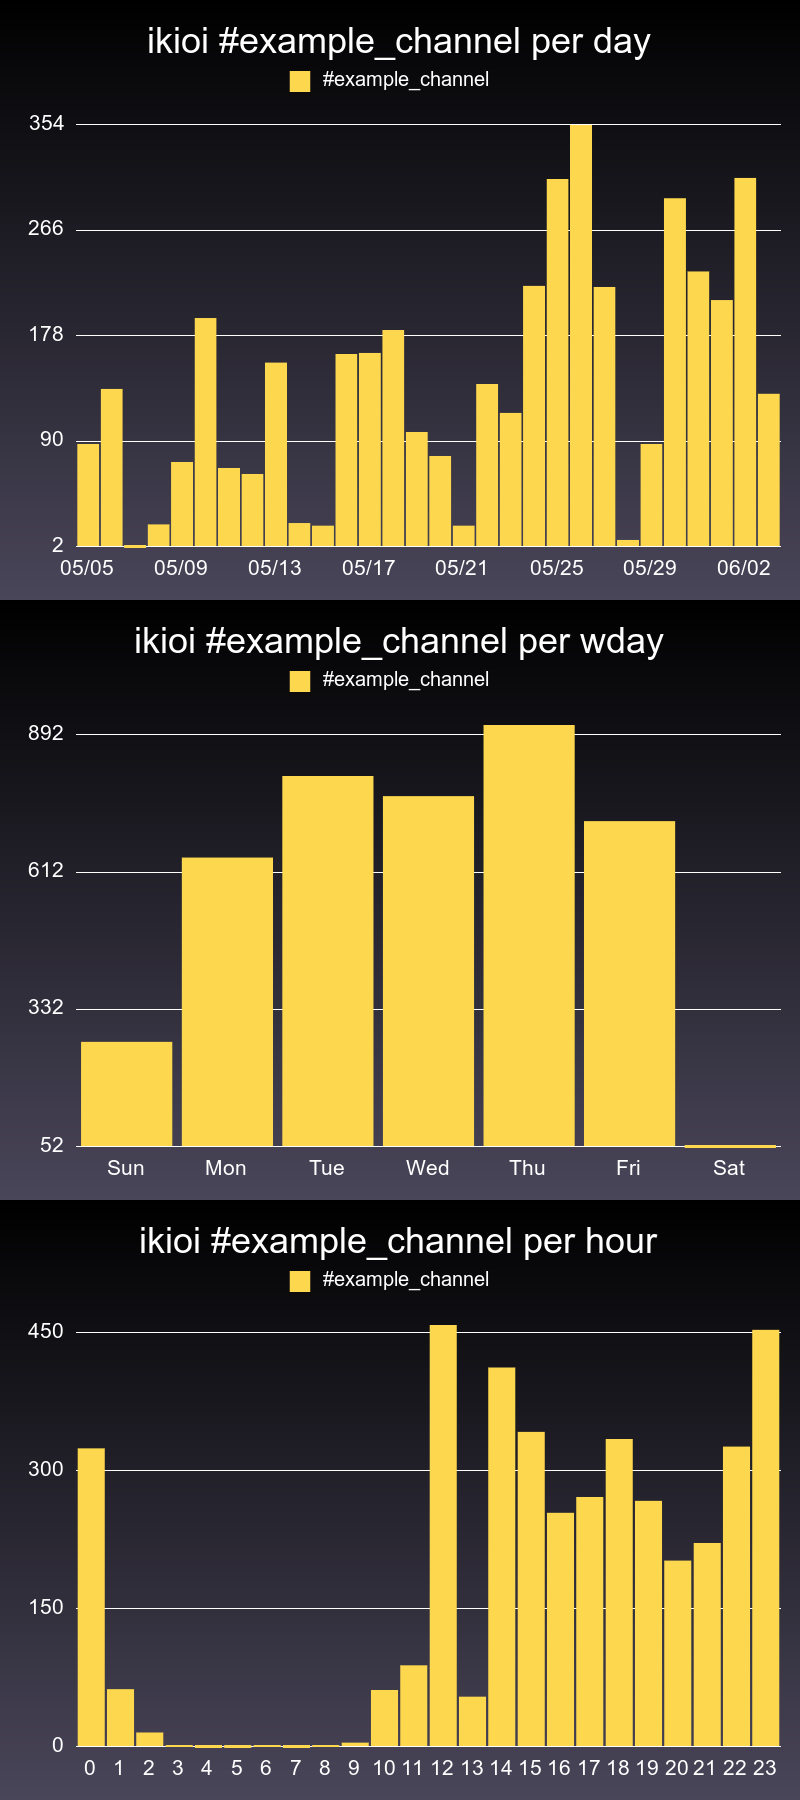 ikioi #example_channel per day
#example_channel
354
266
178
90
2
05/05 05/09 05/13 05/17 05/21 05/25 05/29 06/02
ikioi #example_channel per wday
#example_channel
892
612
332
52
Sun Mon Tue Wed Thu Fri Sat
ikioi #example_channel per hour
#example_channel
450
300
150
0
0 1 2 3 4 5 6 7 8 9 10 11 12 13 14 15 16 17 18 19 20 21 22 23